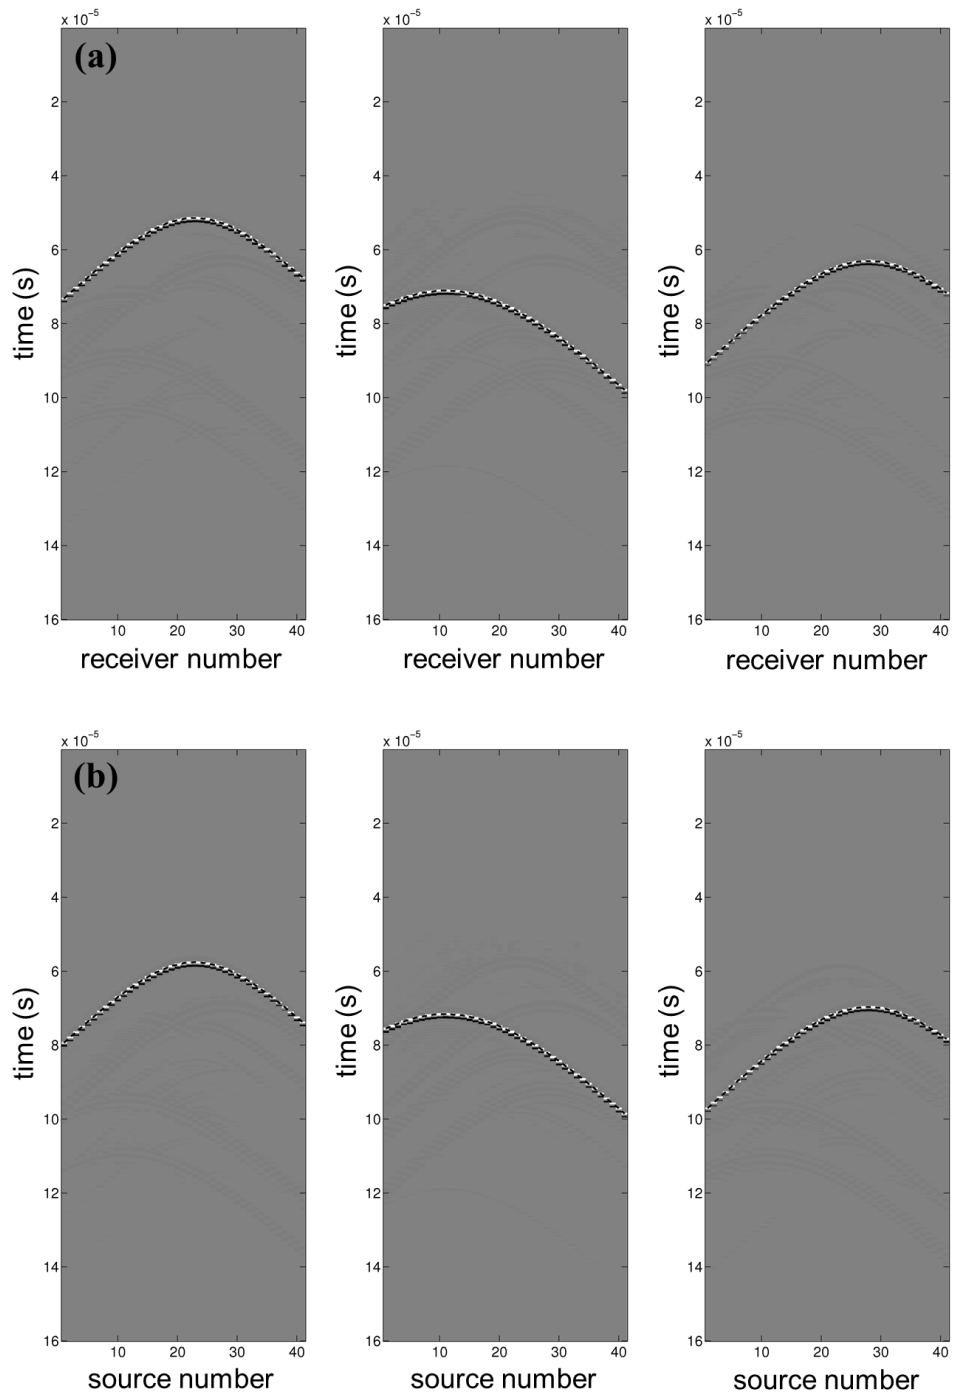 x 10⁻⁵ x 10⁻⁵ x 10⁻⁵
(a)
2 2 2
4 4 4
6 6 6
8 8 8
10 10 10
12 12 12
14 14 14
16 16 16
time (s) time (s) time (s)
10 20 30 40 10 20 30 40 10 20 30 40
receiver number receiver number receiver number
x 10⁻⁵ x 10⁻⁵ x 10⁻⁵
(b)
2 2 2
4 4 4
6 6 6
8 8 8
10 10 10
12 12 12
14 14 14
16 16 16
time (s) time (s) time (s)
10 20 30 40 10 20 30 40 10 20 30 40
source number source number source number